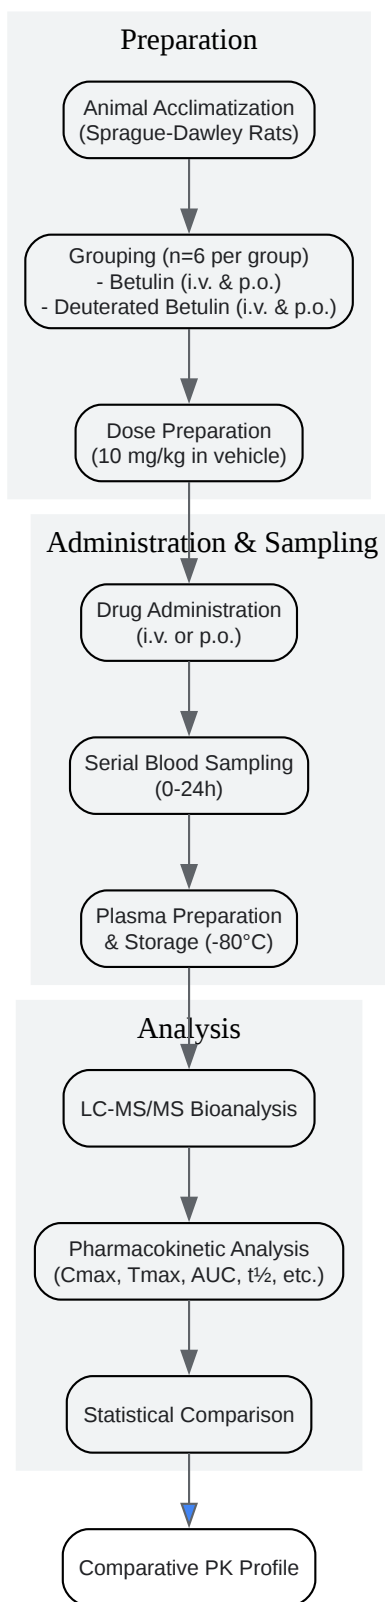 Preparation
Animal Acclimatization
(Sprague-Dawley Rats)
Grouping (n=6 per group)
- Betulin (i.v. & p.o.)
- Deuterated Betulin (i.v. & p.o.)
Dose Preparation
(10 mg/kg in vehicle)
Administration & Sampling
Drug Administration
(i.v. or p.o.)
Serial Blood Sampling
(0-24h)
Plasma Preparation
& Storage (-80°C)
Analysis
LC-MS/MS Bioanalysis
Pharmacokinetic Analysis
(Cmax, Tmax, AUC, t½, etc.)
Statistical Comparison
Comparative PK Profile